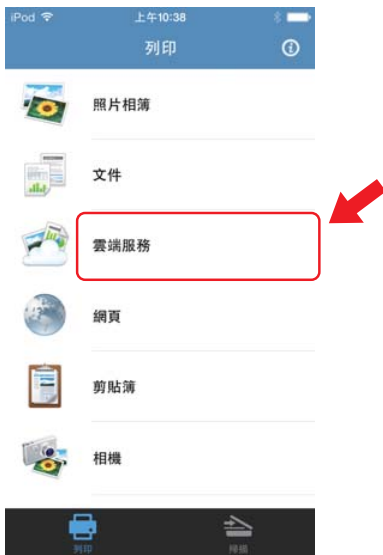 iPod 上午10:38
列印
照片相簿
文件
雲端服務
網頁
剪貼簿
相機
列印 掃描